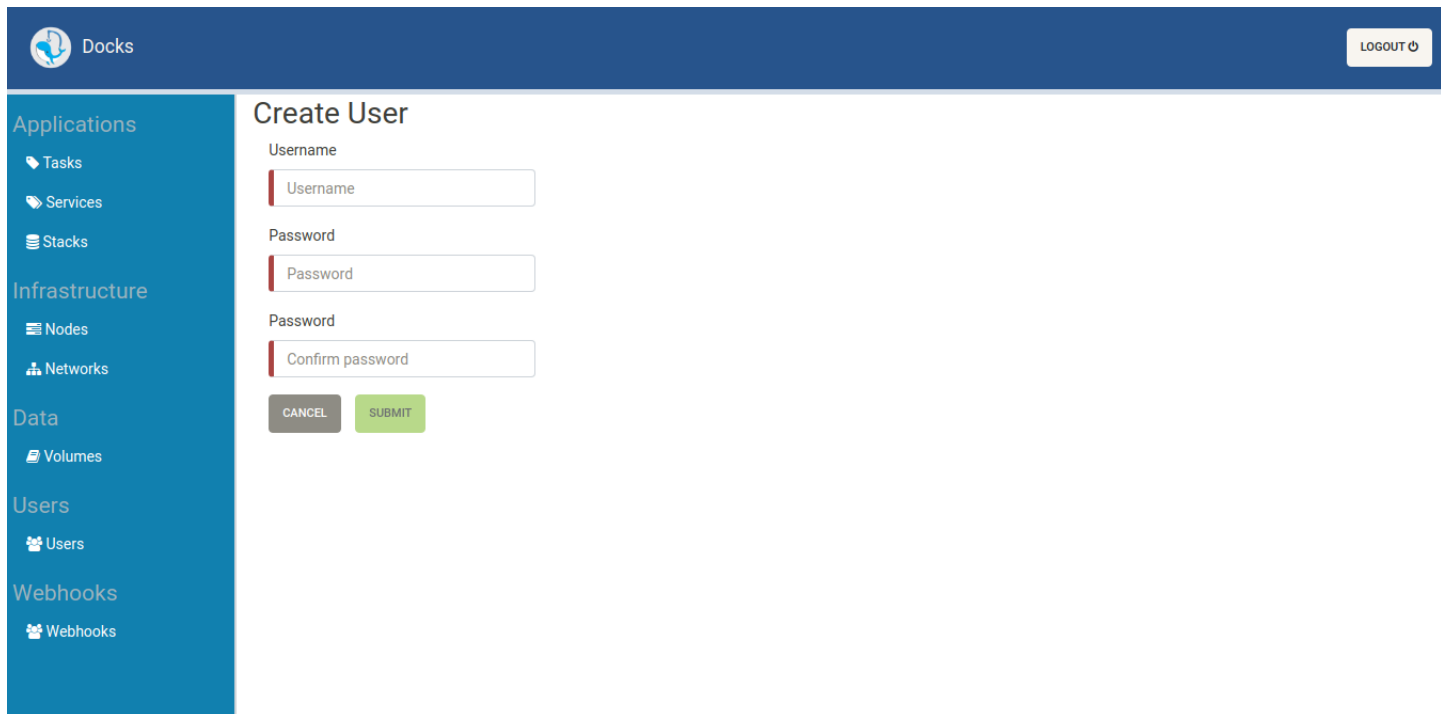 Docks
LOGOUT
Applications
Tasks
Services
Stacks
Infrastructure
Nodes
Networks
Data
Volumes
Users
Users
Webhooks
Webhooks
Create User
Username
Username
Password
Password
Password
Confirm password
CANCEL SUBMIT